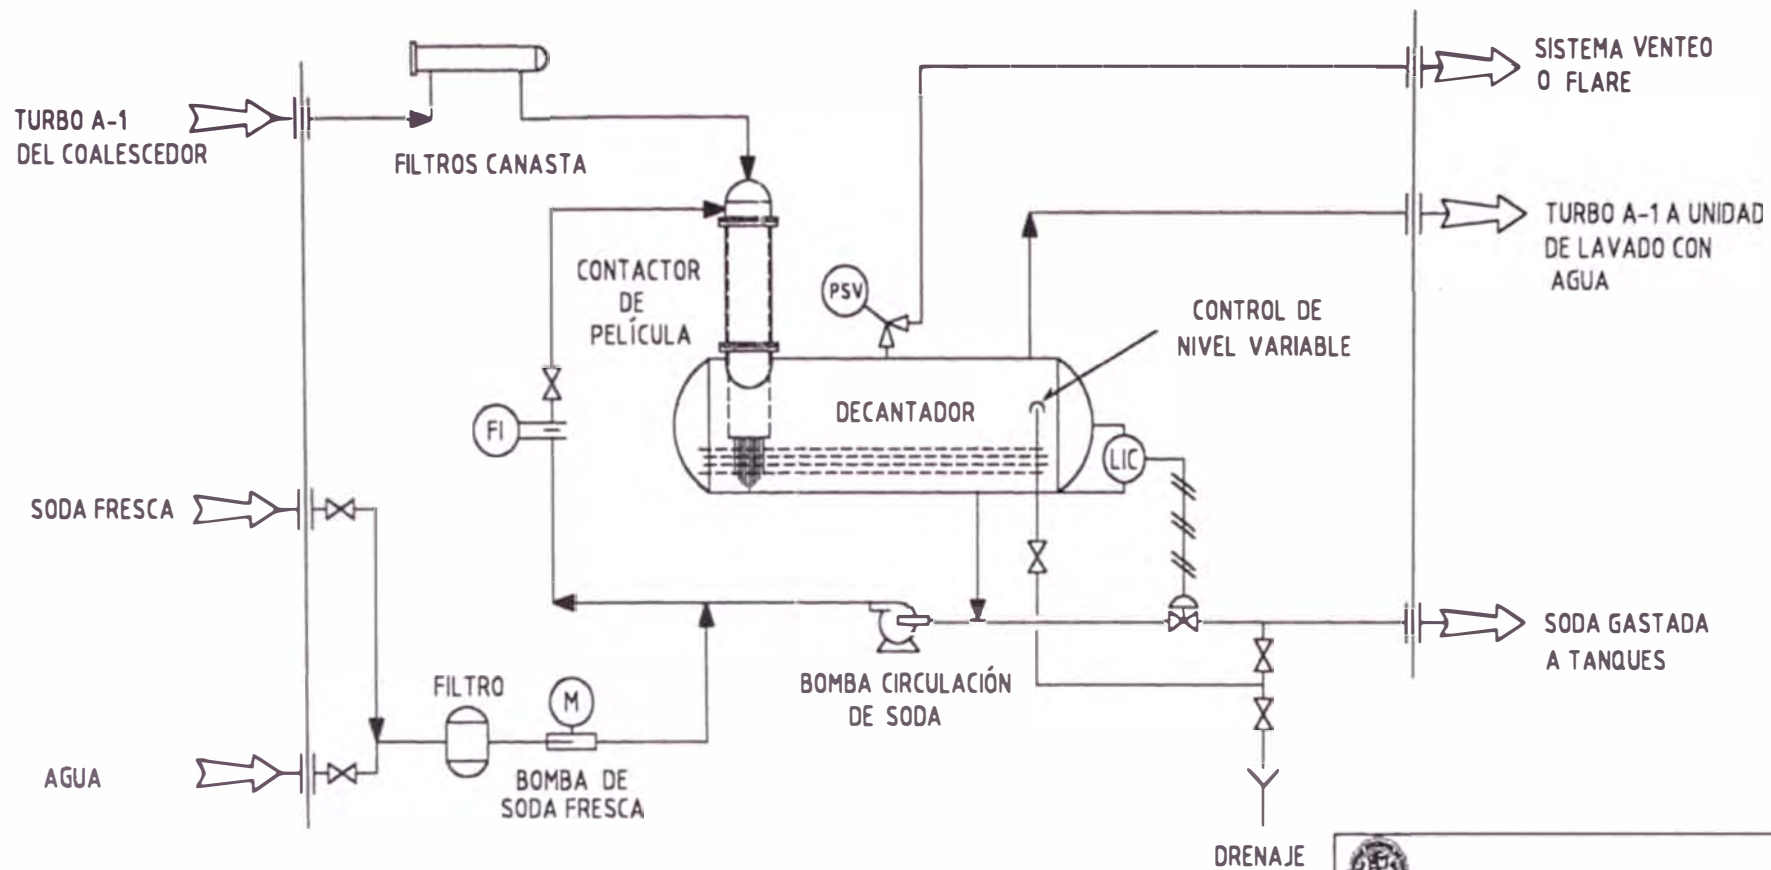 SISTEMA VENTEO
O FLARE
TURBO A-1
DEL COALESCEDOR
FILTROS CANASTA
TURBO A-1 A UNIDAD
DE LAVADO CON
AGUA
CONTACTOR
DE
PELÍCULA
PSV
CONTROL DE
NIVEL VARIABLE
DECANTADOR
FI
LIC
SODA FRESCA
SODA GASTADA
A TANQUES
BOMBA CIRCULACIÓN
DE SODA
FILTRO
M
AGUA
BOMBA DE
SODA FRESCA
DRENAJE